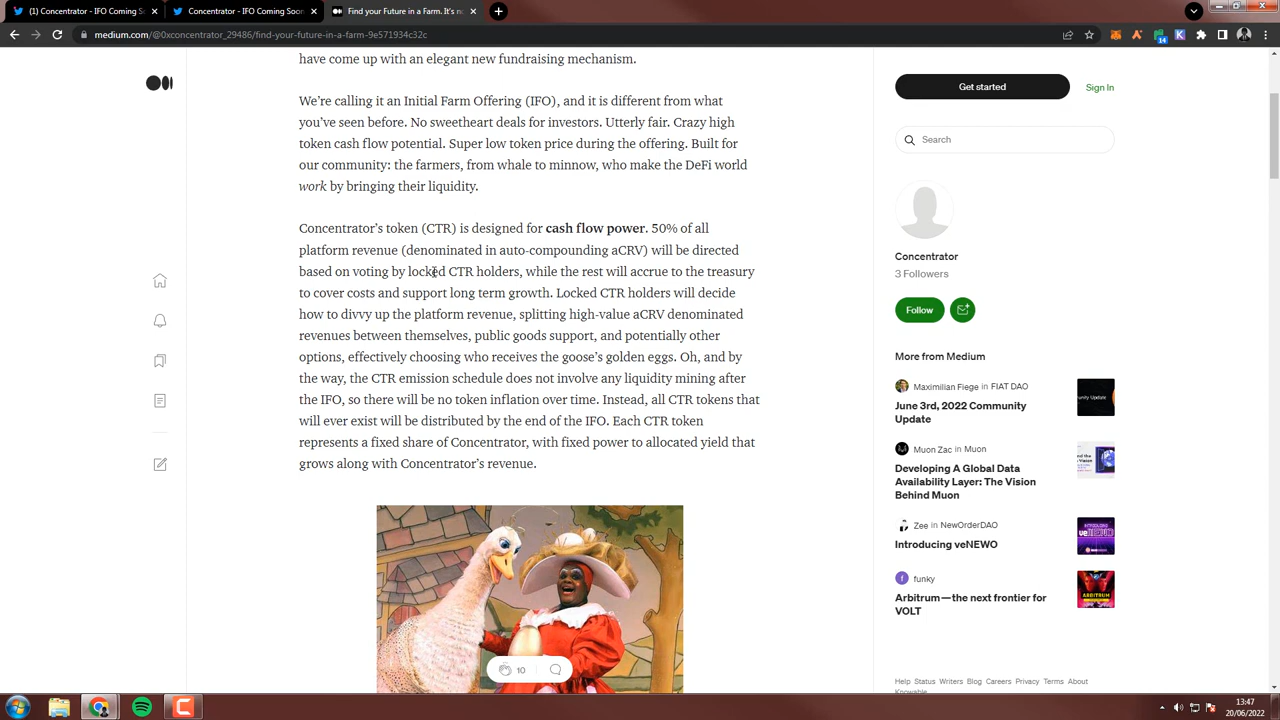 (1) Concentrator - IFO Coming S
Concentrator - IFO Coming Soon
Find your Future in a Farm. It's n
medium.com/@0xconcentrator_29486/find-your-future-in-a-farm-9e571934c32c
14
K
have come up with an elegant new fundraising mechanism.
We're calling it an Initial Farm Offering (IFO), and it is different from what
you've seen before. No sweetheart deals for investors. Utterly fair. Crazy high
token cash flow potential. Super low token price during the offering. Built for
our community: the farmers, from whale to minnow, who make the DeFi world
work by bringing their liquidity.
Concentrator's token (CTR) is designed for cash flow power. 50% of all
platform revenue (denominated in auto-compounding aCRV) will be directed
based on voting by locked CTR holders, while the rest will accrue to the treasury
to cover costs and support long term growth. Locked CTR holders will decide
how to divvy up the platform revenue, splitting high-value aCRV denominated
revenues between themselves, public goods support, and potentially other
options, effectively choosing who receives the goose's golden eggs. Oh, and by
the way, the CTR emission schedule does not involve any liquidity mining after
the IFO, so there will be no token inflation over time. Instead, all CTR tokens that
will ever exist will be distributed by the end of the IFO. Each CTR token
represents a fixed share of Concentrator, with fixed power to allocated yield that
grows along with Concentrator's revenue.
10
Get started
Sign In
Search
Concentrator
3 Followers
Follow
More from Medium
Maximilian Fiege in FIAT DAO
June 3rd, 2022 Community
Update
Muon Zac in Muon
Developing A Global Data
Availability Layer: The Vision
Behind Muon
Zee in NewOrderDAO
Introducing veNEWO
f
funky
Arbitrum—the next frontier for
VOLT
ARBITRUM
Help Status Writers Blog Careers Privacy Terms About
Knowable
13:47
20/06/2022